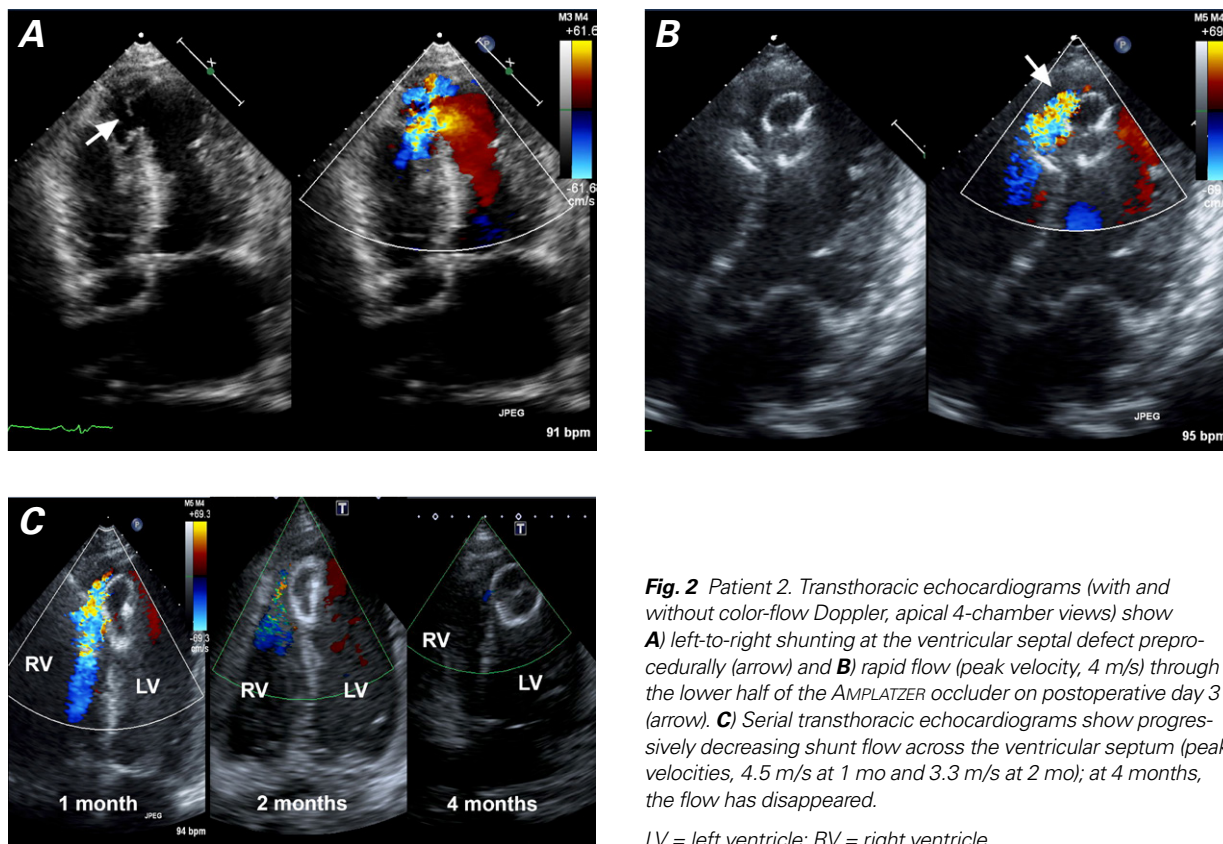 A
M3 M4
+61.6
P
x
x
-61.6
cm/s
JPEG
91 bpm
B
M5 M4
+69.
P
-69.
cm/
JPEG
95 bpm
C
M5 M4
+69.3
P
-69.3
cm/s
RV
LV
1 month
JPEG
94 bpm
T
RV
LV
2 months
T
RV
LV
4 months
Fig. 2 Patient 2. Transthoracic echocardiograms (with and
without color-flow Doppler, apical 4-chamber views) show
A) left-to-right shunting at the ventricular septal defect prepro-
cedurally (arrow) and B) rapid flow (peak velocity, 4 m/s) through
the lower half of the AMPLATZER occluder on postoperative day 3
(arrow). C) Serial transthoracic echocardiograms show progres-
sively decreasing shunt flow across the ventricular septum (peak
velocities, 4.5 m/s at 1 mo and 3.3 m/s at 2 mo); at 4 months,
the flow has disappeared.
LV = left ventricle; RV = right ventricle